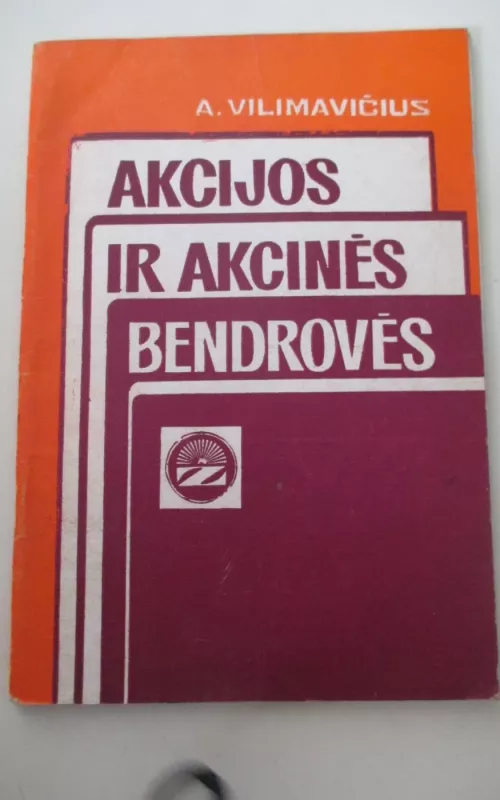 A. VILIMAVIČIUS
AKCIJOS
IR AKCINĖS
BENDROVĖS